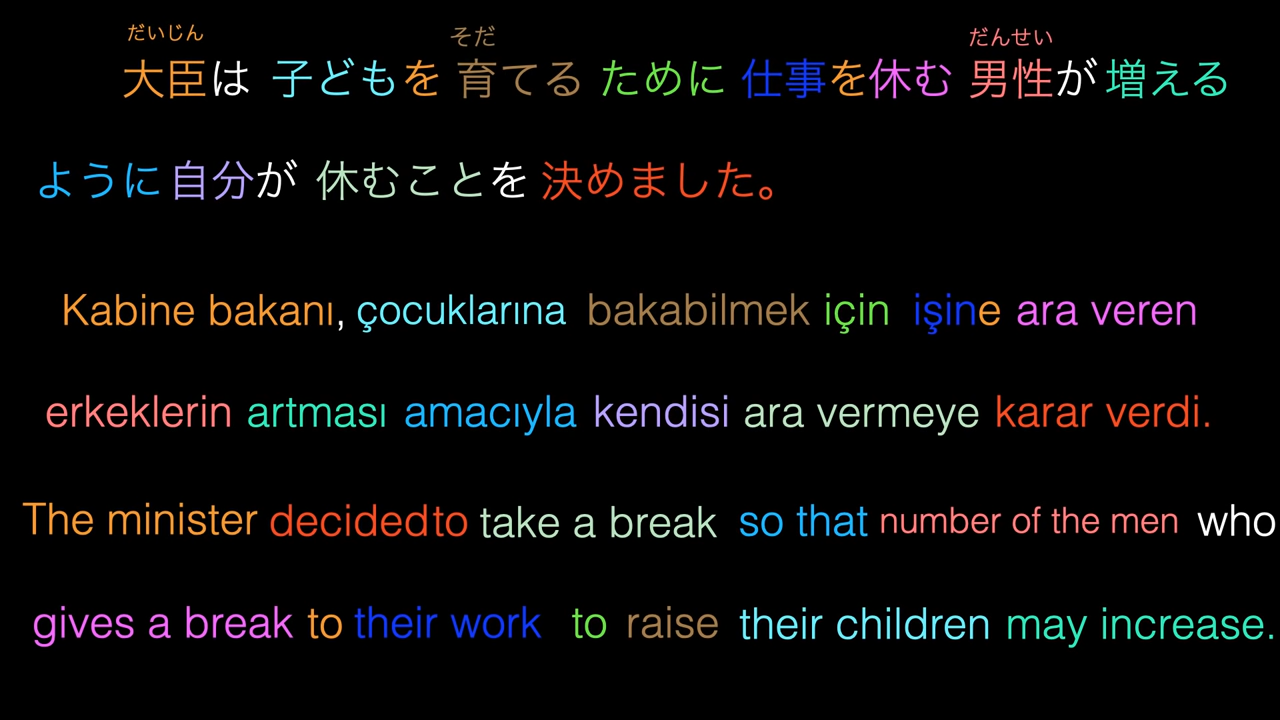 だいじん そだ だんせい
大臣は 子どもを 育てる ために 仕事を休む 男性が 増える
ように 自分が 休むことを 決めました。
Kabine bakanı, çocuklarına bakabilmek için işine ara veren
erkeklerin artması amacıyla kendisi ara vermeye karar verdi.
The minister decidedto take a break so that number of the men who
gives a break to their work to raise their children may increase.